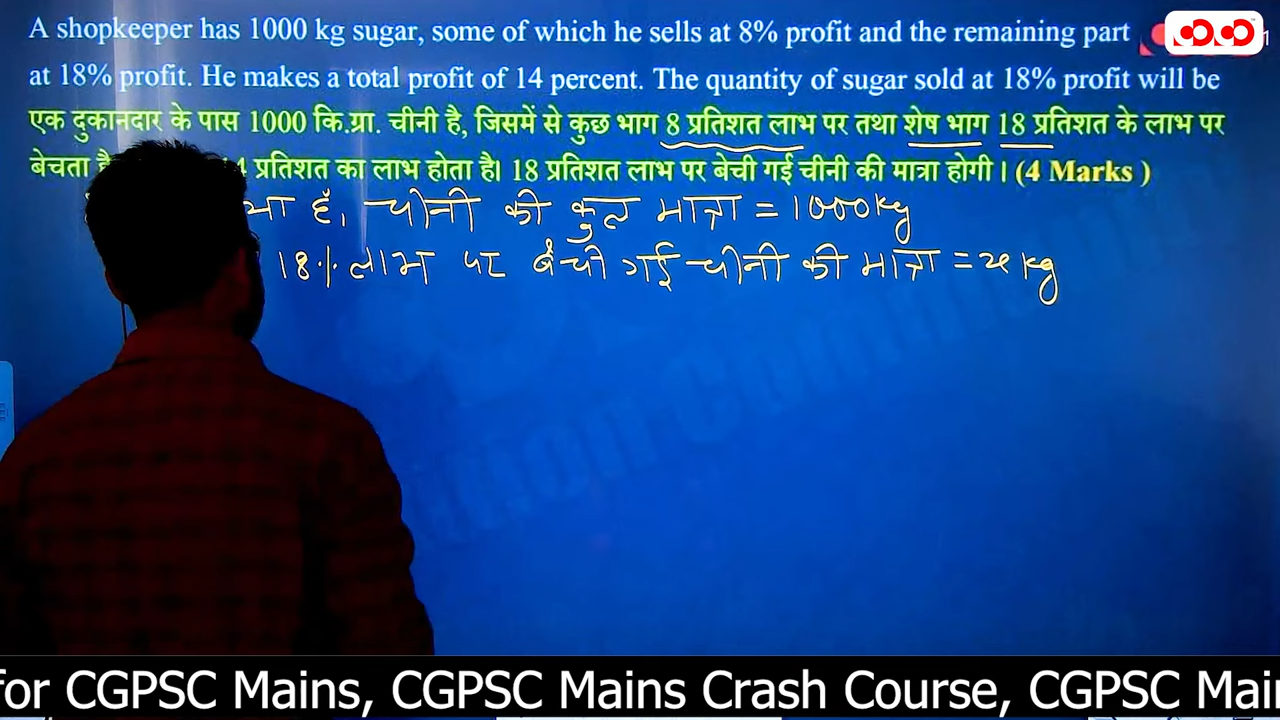 A shopkeeper has 1000 kg sugar, some of which he sells at 8% profit and the remaining part
at 18% profit. He makes a total profit of 14 percent. The quantity of sugar sold at 18% profit will be
एक दुकानदार के पास 1000 कि.ग्रा. चीनी है, जिसमें से कुछ भाग 8 प्रतिशत लाभ पर तथा शेष भाग 18 प्रतिशत के लाभ पर
बेचता 4 प्रतिशत का लाभ होता है। 18 प्रतिशत लाभ पर बेची गई चीनी की मात्रा होगी। (4 Marks )
चीनी की कुल मात्रा = 1000kg
18% लाभ पर बेची गई चीनी की मात्रा = x kg
for CGPSC Mains, CGPSC Mains Crash Course, CGPSC Mai